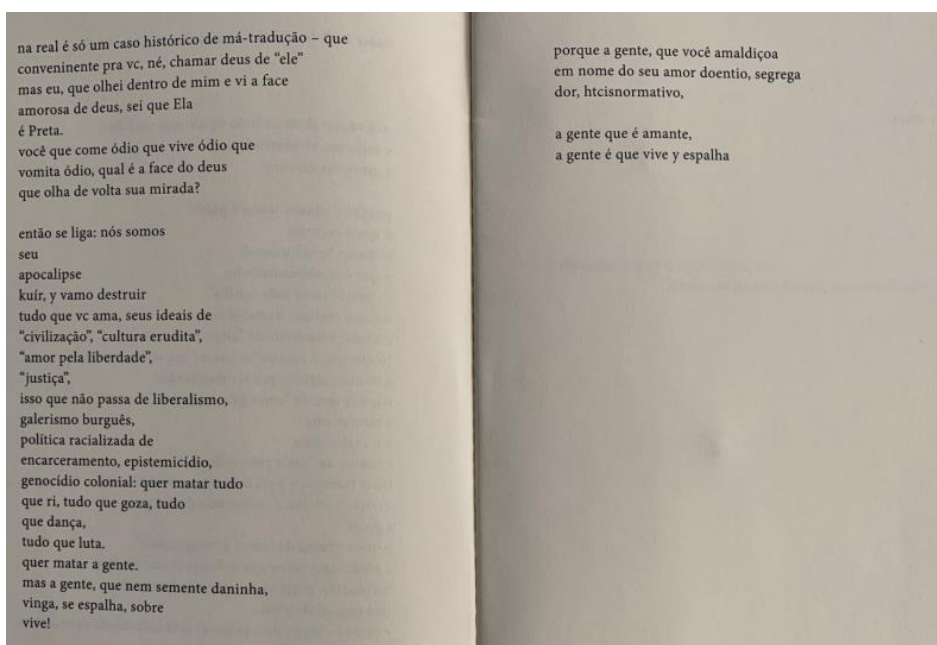 na real é só um caso histórico de má-tradução – que
conveninente pra vc, né, chamar deus de “ele”
mas eu, que olhei dentro de mim e vi a face
amorosa de deus, sei que Ela
é Preta.
você que come ódio que vive ódio que
vomita ódio, qual é a face do deus
que olha de volta sua mirada?
então se liga: nós somos
seu
apocalipse
kuír, y vamo destruir
tudo que vc ama, seus ideais de
“civilização”, “cultura erudita”,
“amor pela liberdade”,
“justiça”,
isso que não passa de liberalismo,
galerismo burguês,
política racializada de
encarceramento, epistemicídio,
genocídio colonial: quer matar tudo
que ri, tudo que goza, tudo
que dança,
tudo que luta.
quer matar a gente.
mas a gente, que nem semente daninha,
vinga, se espalha, sobre
vive!
porque a gente, que você amaldiçoa
em nome do seu amor doentio, segrega
dor, htcisnormativo,
a gente que é amante,
a gente é que vive y espalha